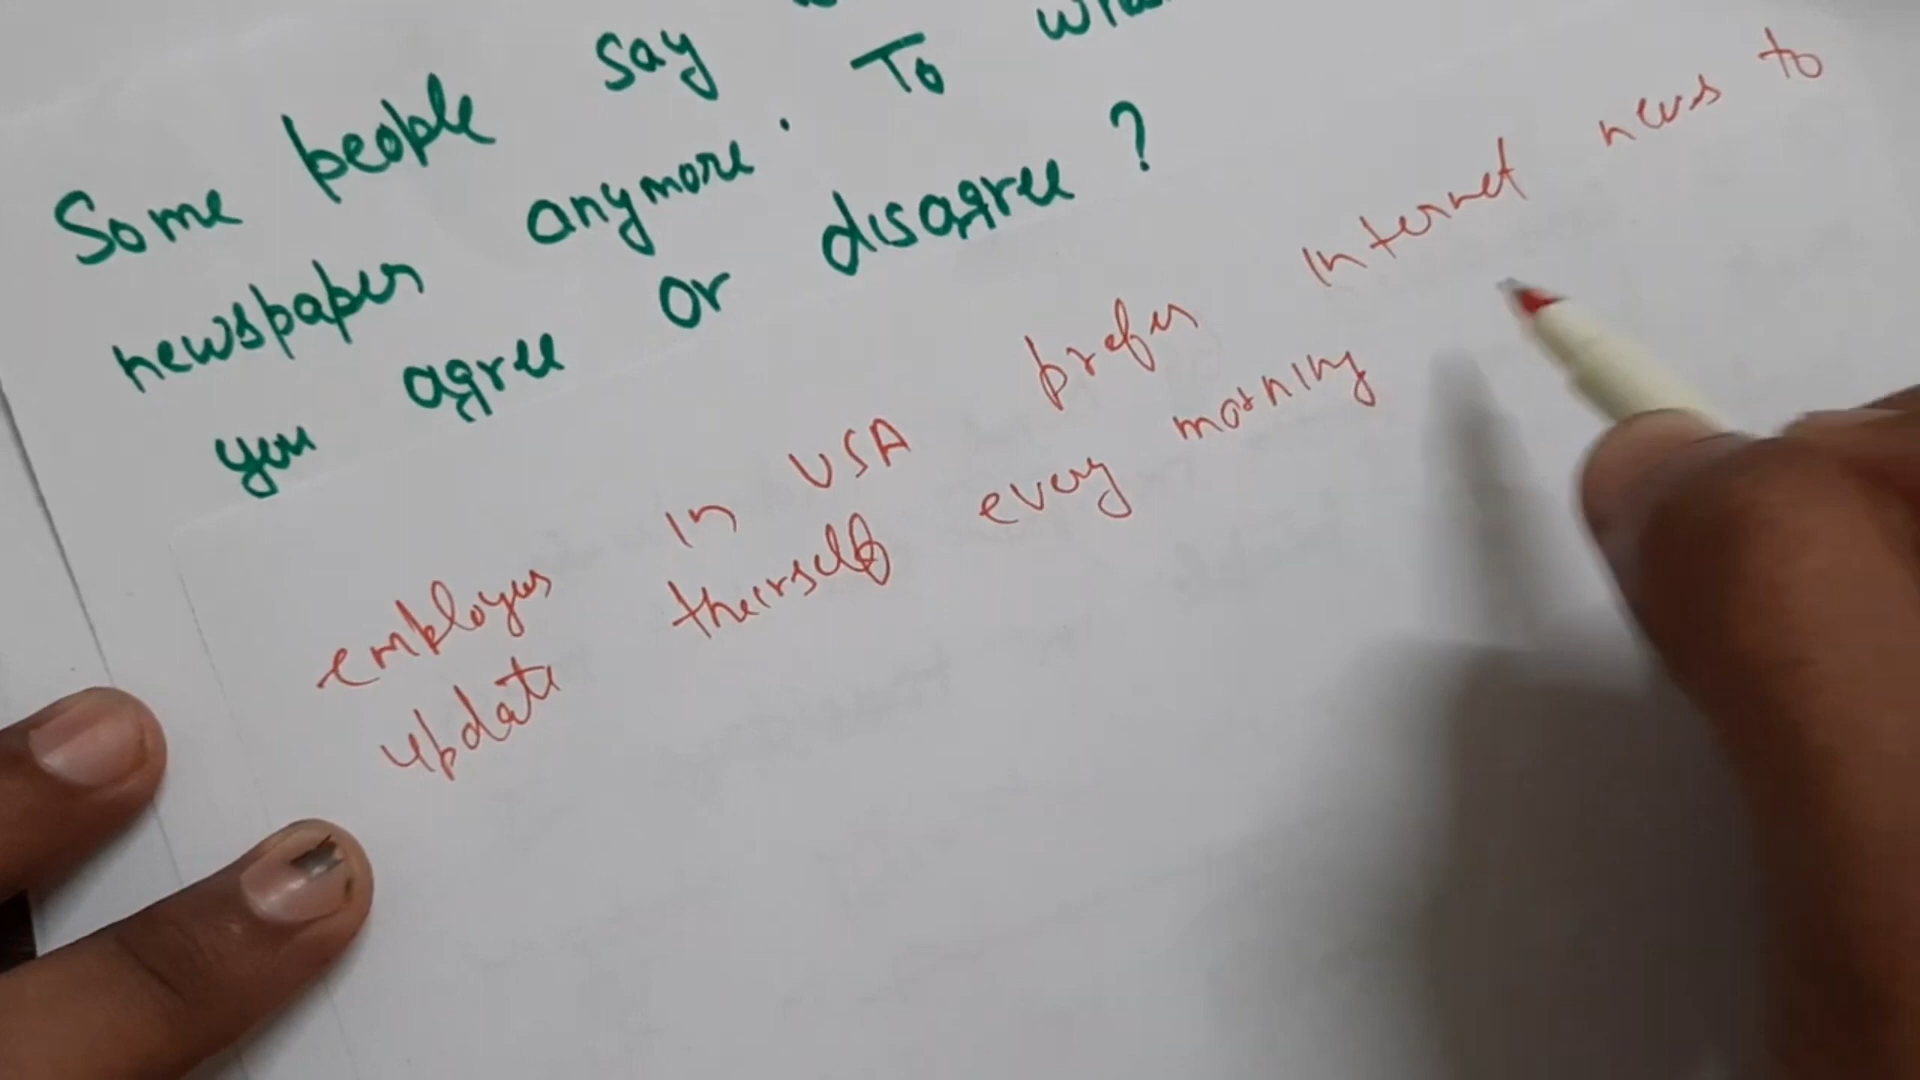 Some people say
newspaper anymore. To
you agree or disagree?
employees in USA prefer internet news to
update theirself every morning